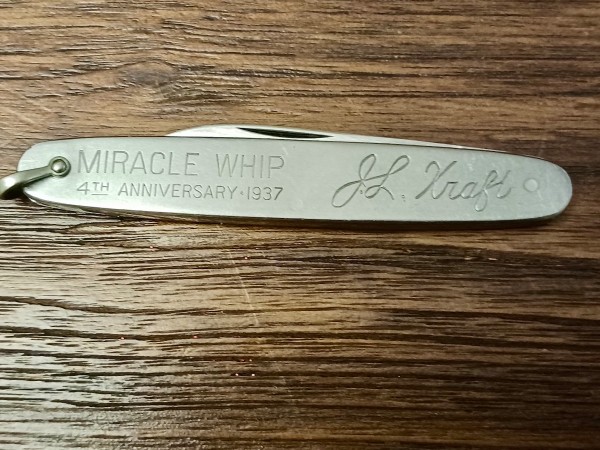 MIRACLE WHIP
4TH ANNIVERSARY·1937
J.L. Kraft